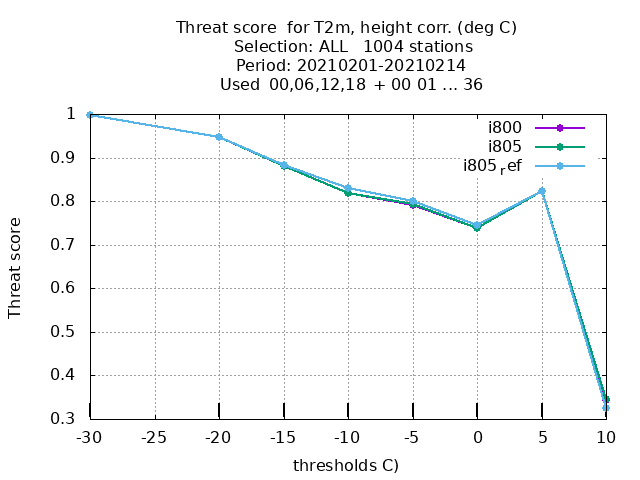 Threat score  for T2m, height corr. (deg C)
Selection: ALL   1004 stations
Period: 20210201-20210214
Used  00,06,12,18  + 00 01 ... 36
i800
i805
i805ref
1
0.9
0.8
0.7
0.6
0.5
0.4
0.3
Threat score
-30 -25 -20 -15 -10 -5 0 5 10
thresholds C)